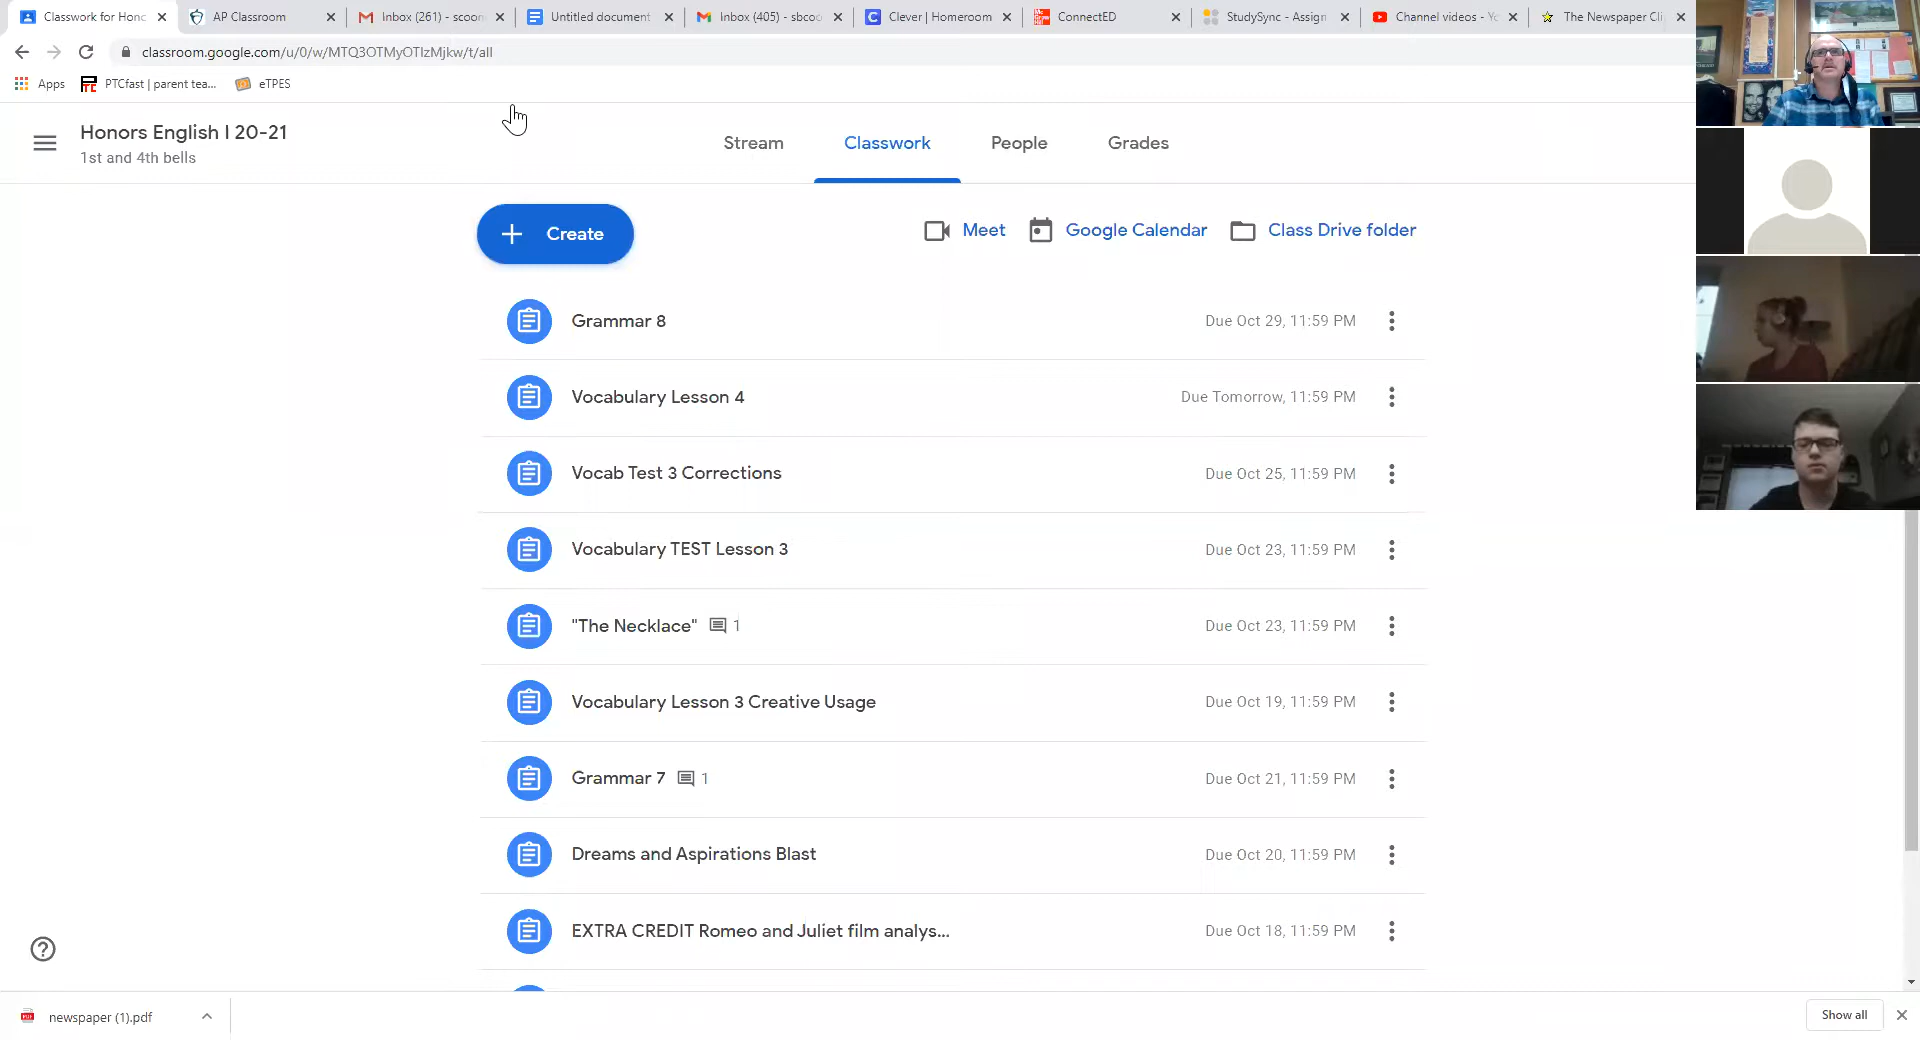 Classwork for Hono
AP Classroom
Inbox (261) - scoon
Untitled document
Inbox (405) - sbcoo
Clever | Homeroom
ConnectED
StudySync - Assign
Channel videos - Yo
The Newspaper Cli
classroom.google.com/u/0/w/MTQ3OTMyOTIzMjkw/t/all
Apps
PTCfast | parent tea...
eTPES
Honors English I 20-21
1st and 4th bells
Stream
Classwork
People
Grades
Create
Meet
Google Calendar
Class Drive folder
Grammar 8
Due Oct 29, 11:59 PM
Vocabulary Lesson 4
Due Tomorrow, 11:59 PM
Vocab Test 3 Corrections
Due Oct 25, 11:59 PM
Vocabulary TEST Lesson 3
Due Oct 23, 11:59 PM
"The Necklace" 1
Due Oct 23, 11:59 PM
Vocabulary Lesson 3 Creative Usage
Due Oct 19, 11:59 PM
Grammar 7 1
Due Oct 21, 11:59 PM
Dreams and Aspirations Blast
Due Oct 20, 11:59 PM
EXTRA CREDIT Romeo and Juliet film analys...
Due Oct 18, 11:59 PM
newspaper (1).pdf
Show all